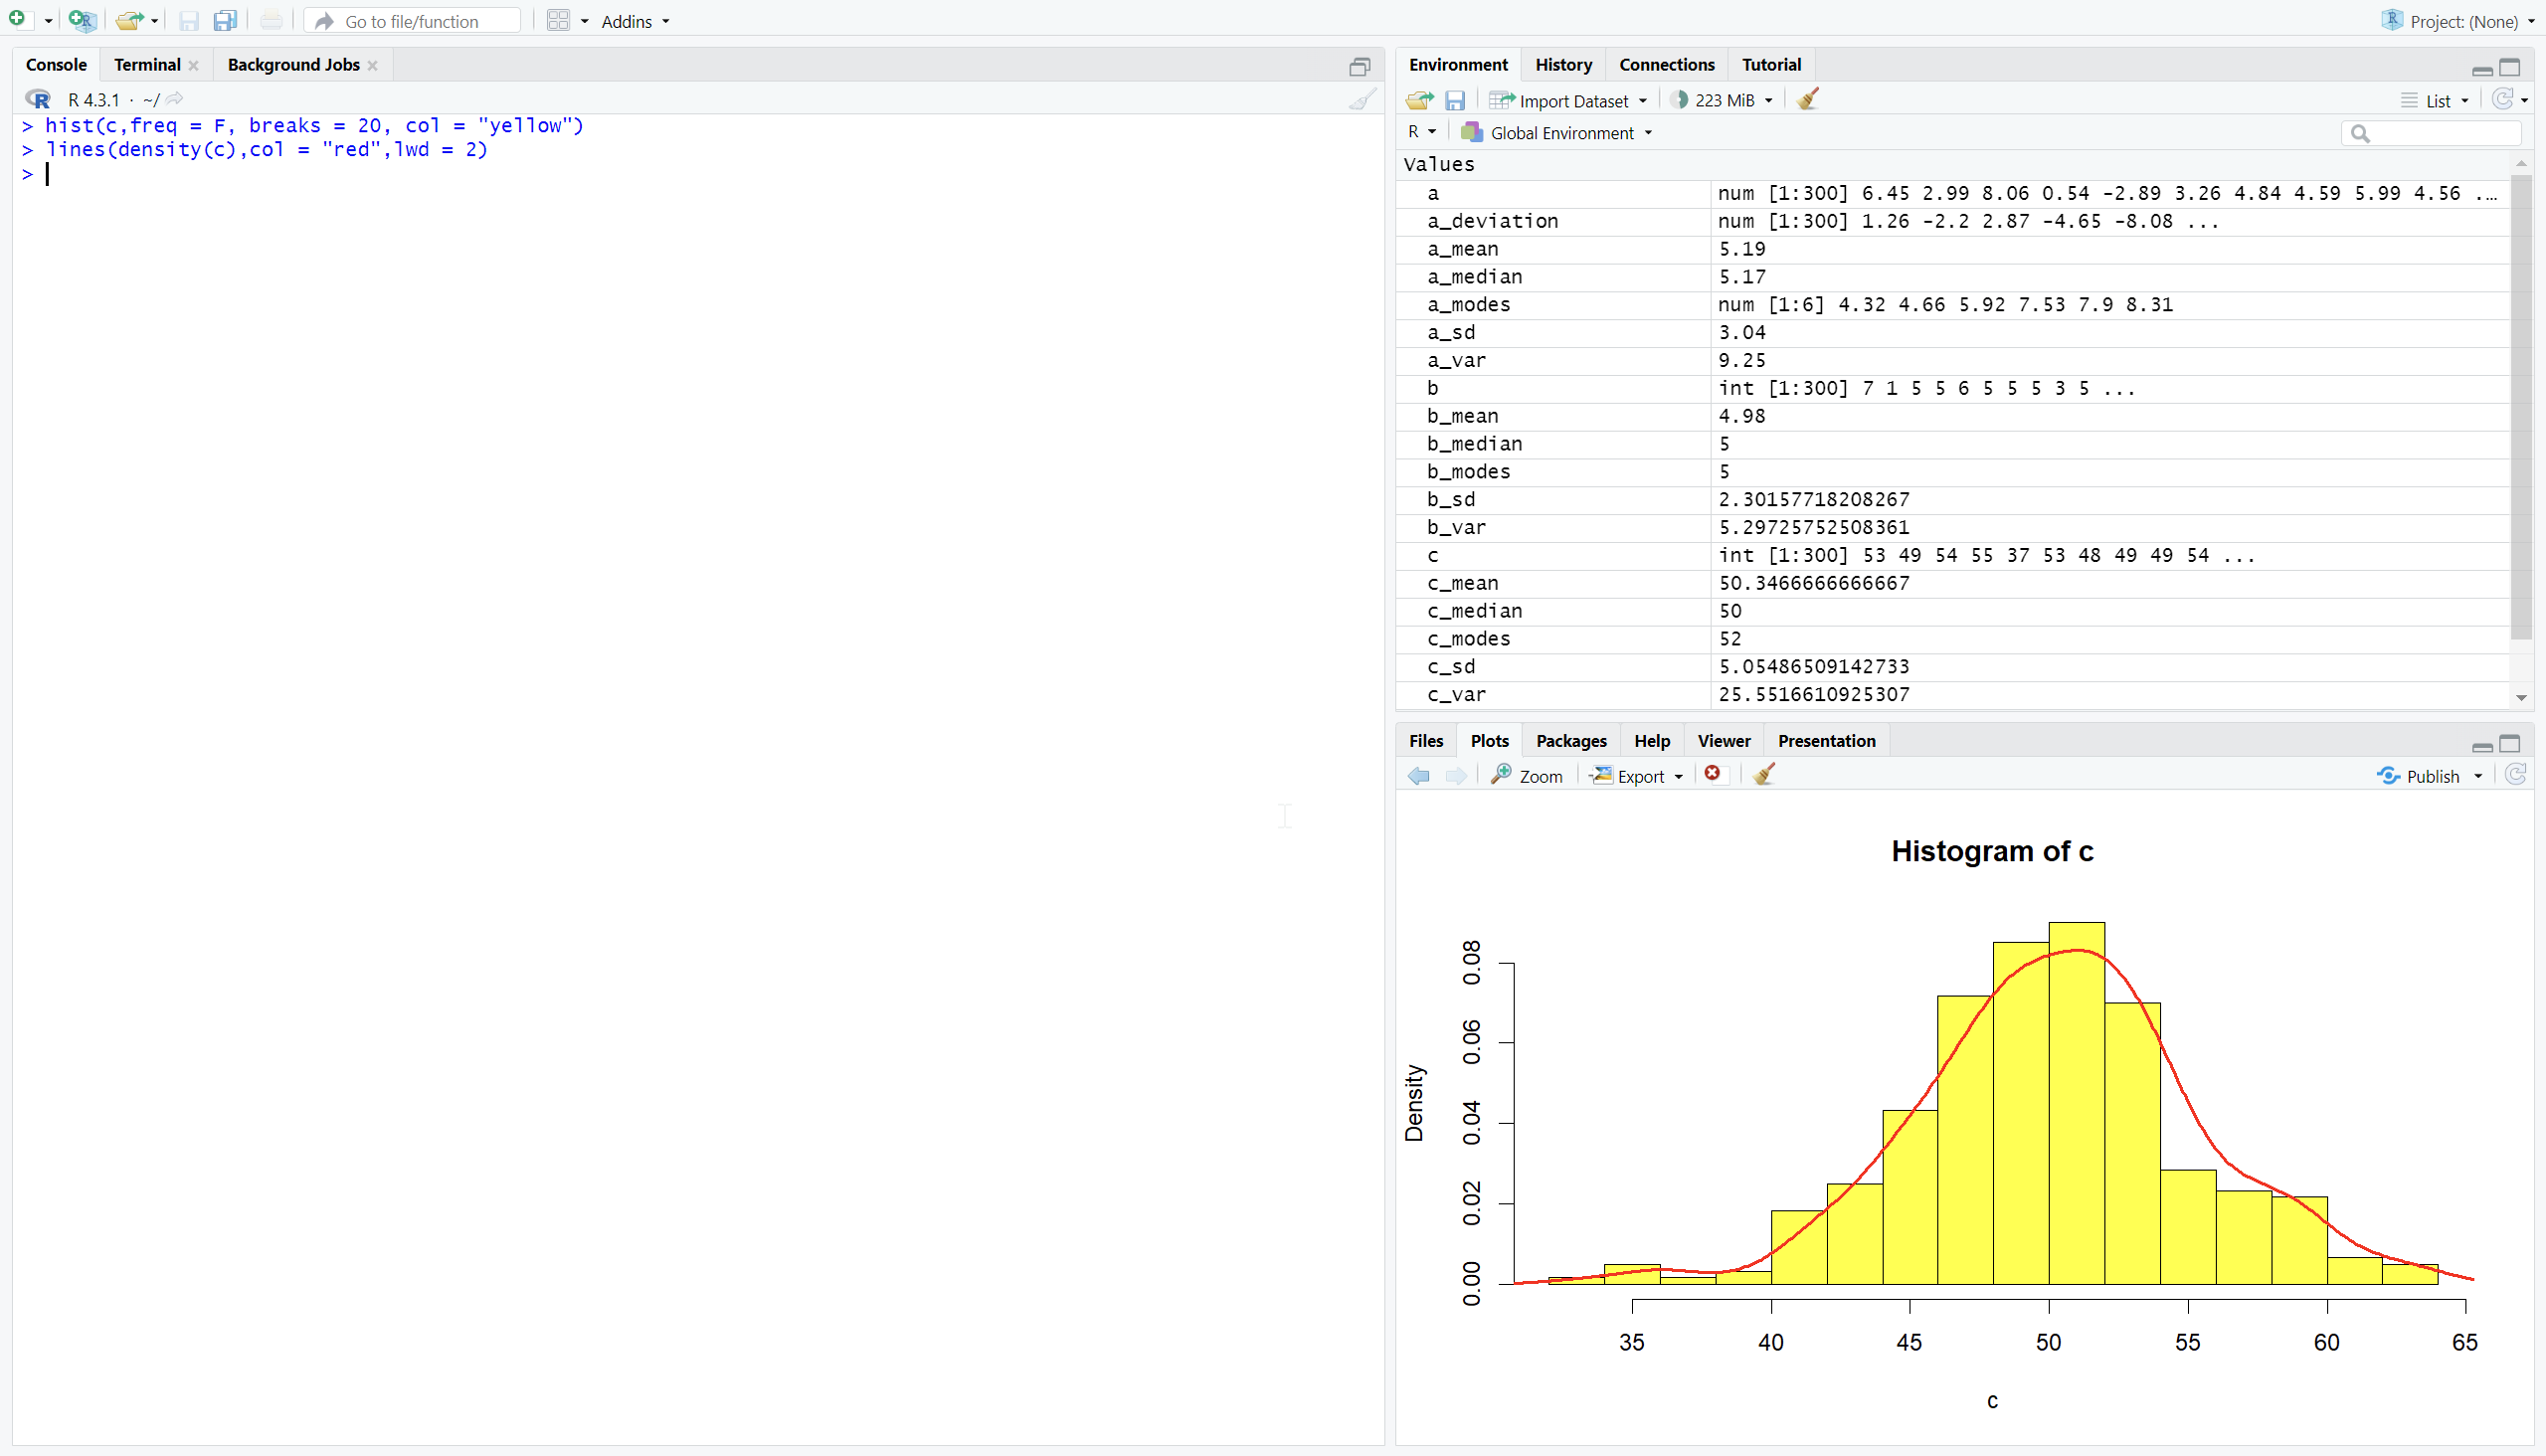 Go to file/function Addins Project: (None)
Console Terminal Background Jobs
R 4.3.1 · ~/
> hist(c,freq = F, breaks = 20, col = "yellow")
> lines(density(c),col = "red",lwd = 2)
>
Environment History Connections Tutorial
Import Dataset 223 MiB List
R Global Environment
Values
a num [1:300] 6.45 2.99 8.06 0.54 -2.89 3.26 4.84 4.59 5.99 4.56 ...
a_deviation num [1:300] 1.26 -2.2 2.87 -4.65 -8.08 ...
a_mean 5.19
a_median 5.17
a_modes num [1:6] 4.32 4.66 5.92 7.53 7.9 8.31
a_sd 3.04
a_var 9.25
b int [1:300] 7 1 5 5 6 5 5 5 3 5 ...
b_mean 4.98
b_median 5
b_modes 5
b_sd 2.30157718208267
b_var 5.29725752508361
c int [1:300] 53 49 54 55 37 53 48 49 49 54 ...
c_mean 50.3466666666667
c_median 50
c_modes 52
c_sd 5.05486509142733
c_var 25.5516610925307
Files Plots Packages Help Viewer Presentation
Zoom Export Publish
Histogram of c
Density
0.08
0.06
0.04
0.02
0.00
35 40 45 50 55 60 65
c